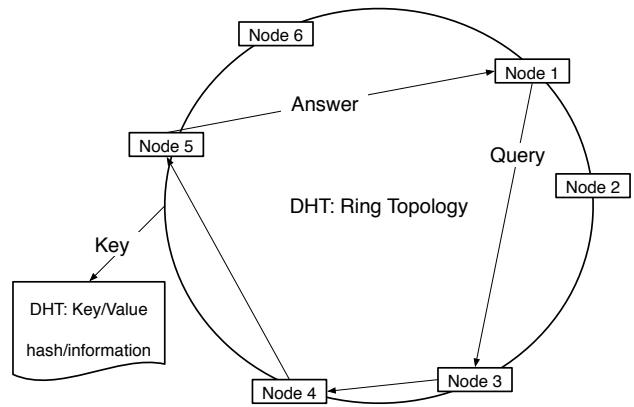 Node 6
Node 1
Answer
Node 5
Query
Node 2
DHT: Ring Topology
Key
DHT: Key/Value
hash/information
Node 3
Node 4